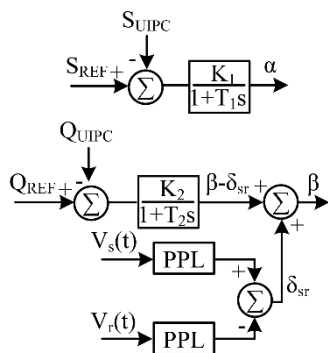 S_UIPC
-
S_REF + Σ K_1 α
1+T_1s
Q_UIPC
-
Q_REF + Σ K_2 β-δ_sr + Σ β
1+T_2s
+
V_s(t) PPL
+
Σ δ_sr
-
V_r(t) PPL